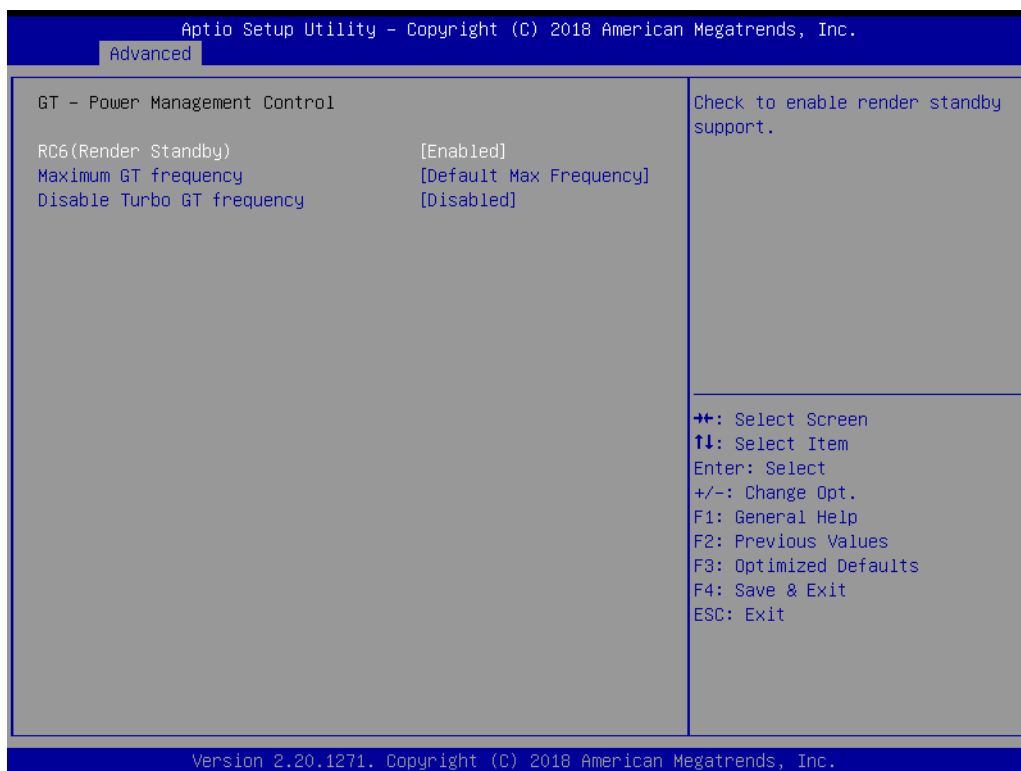 Aptio Setup Utility – Copyright (C) 2018 American Megatrends, Inc.
Advanced
GT – Power Management Control
RC6(Render Standby) [Enabled]
Maximum GT frequency [Default Max Frequency]
Disable Turbo GT frequency [Disabled]
Check to enable render standby
support.
→←: Select Screen
↑↓: Select Item
Enter: Select
+/-: Change Opt.
F1: General Help
F2: Previous Values
F3: Optimized Defaults
F4: Save & Exit
ESC: Exit
Version 2.20.1271. Copyright (C) 2018 American Megatrends, Inc.